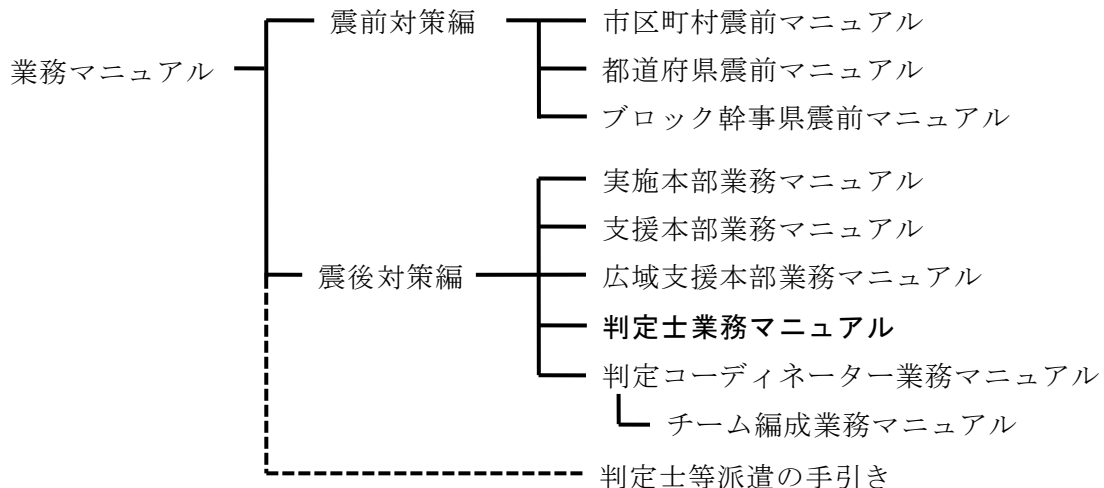 業務マニュアル
震前対策編
市区町村震前マニュアル
都道府県震前マニュアル
ブロック幹事県震前マニュアル
震後対策編
実施本部業務マニュアル
支援本部業務マニュアル
広域支援本部業務マニュアル
判定士業務マニュアル
判定コーディネーター業務マニュアル
チーム編成業務マニュアル
判定士等派遣の手引き